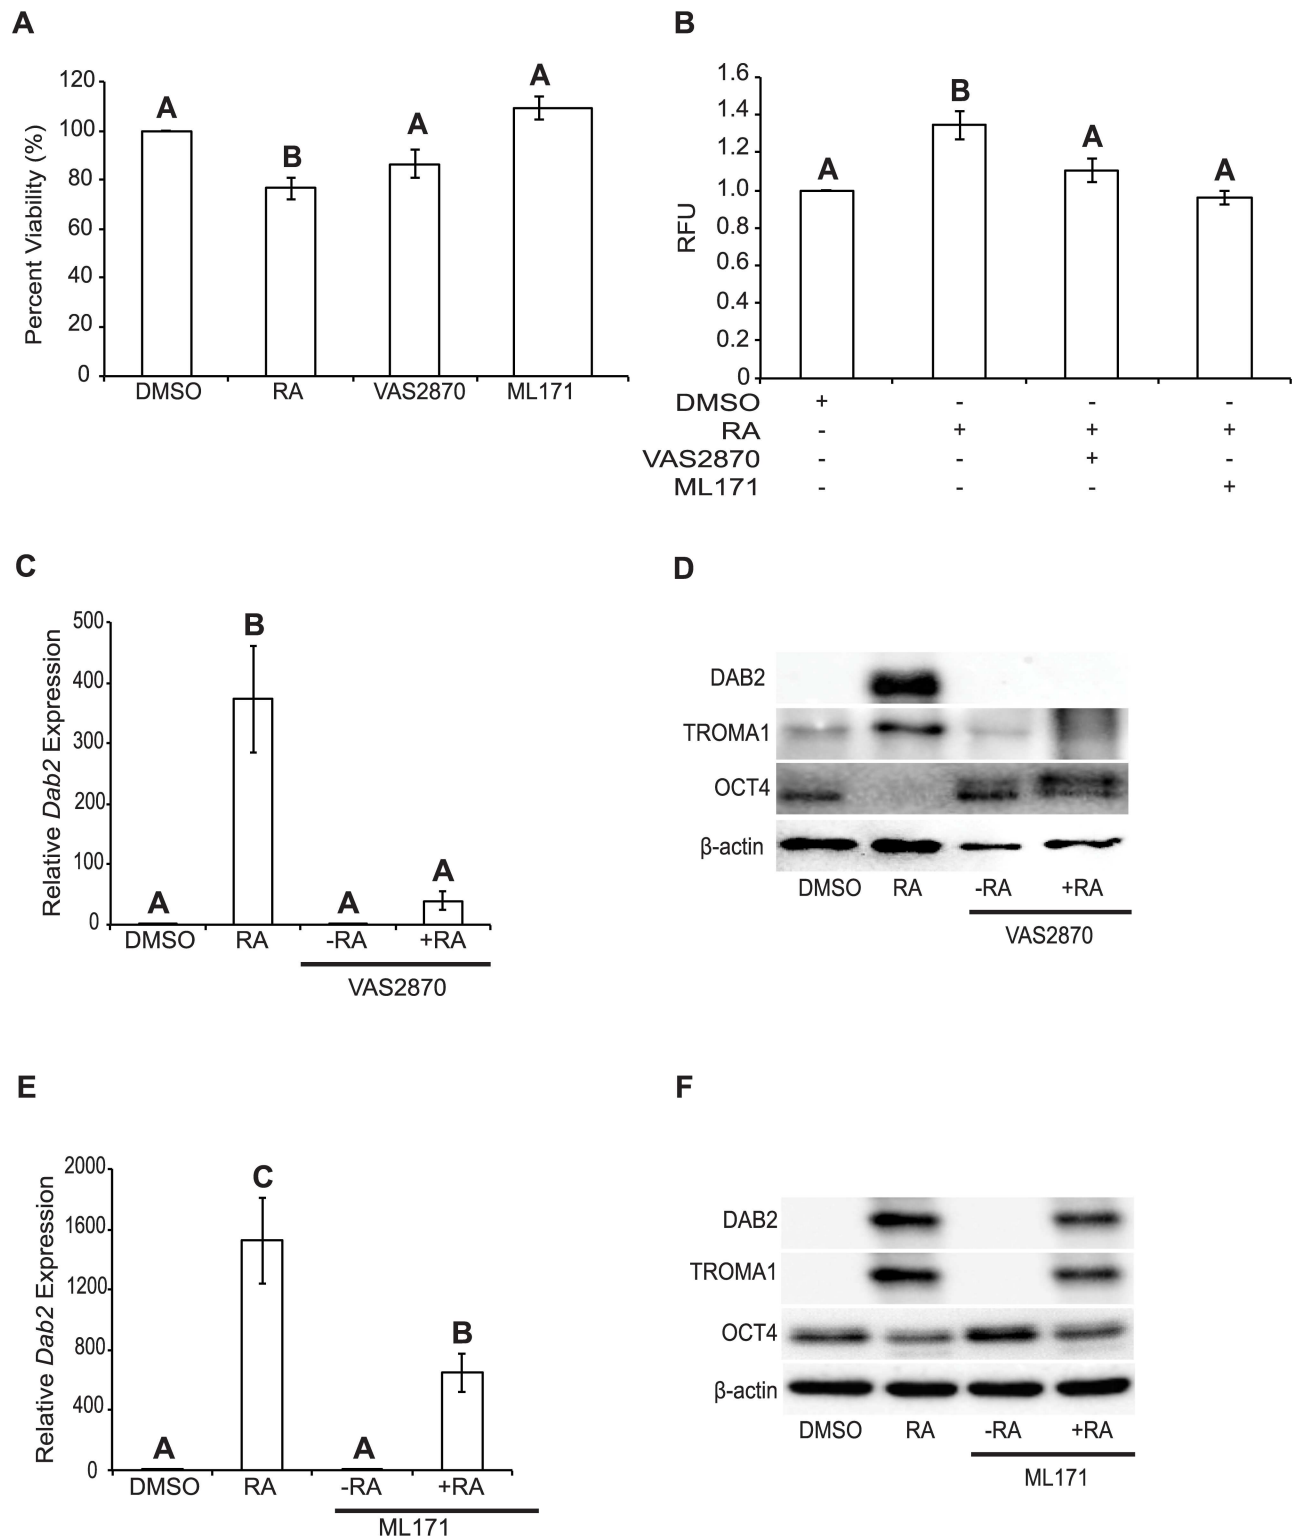 A
Percent Viability (%)
120
100
80
60
40
20
0
A
B
A
A
DMSO RA VAS2870 ML171
B
RFU
1.6
1.4
1.2
1.0
0.8
0.6
0.4
0.2
0
A
B
A
A
DMSO + - - -
RA - + + +
VAS2870 - - + -
ML171 - - - +
C
Relative Dab2 Expression
500
400
300
200
100
0
A
B
A
A
DMSO RA -RA +RA
VAS2870
D
DAB2
TROMA1
OCT4
β-actin
DMSO RA -RA +RA
VAS2870
E
Relative Dab2 Expression
2000
1600
1200
800
400
0
A
C
A
B
DMSO RA -RA +RA
ML171
F
DAB2
TROMA1
OCT4
β-actin
DMSO RA -RA +RA
ML171